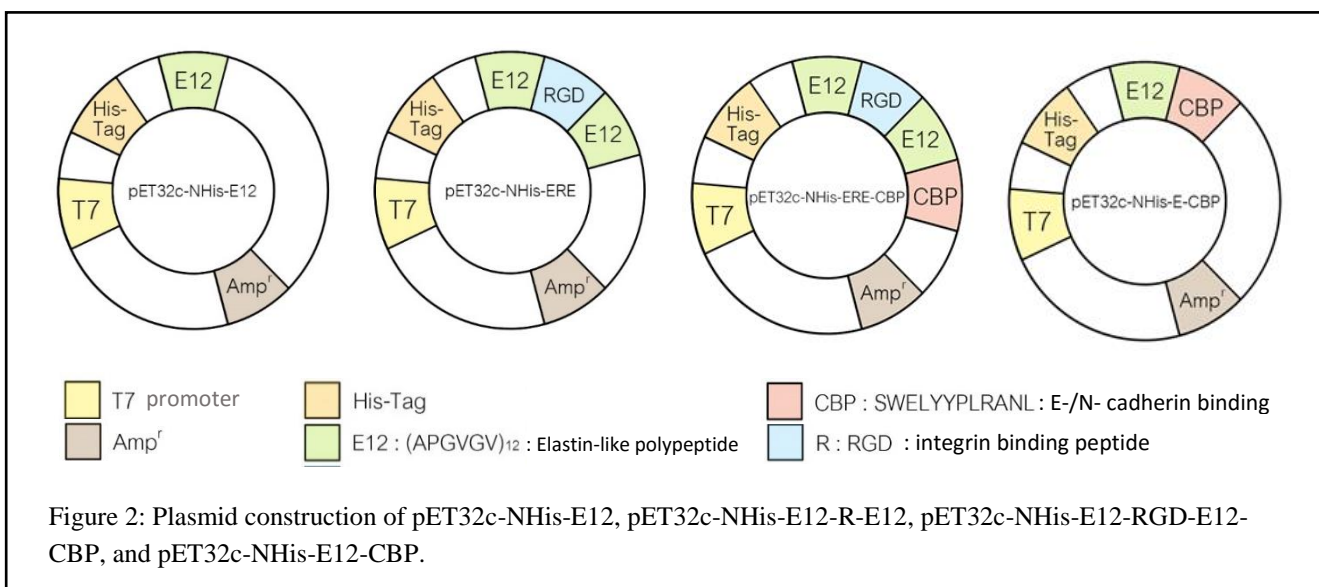 E12
His-
Tag
T7
pET32c-NHis-E12
Amp^r
E12
RGD
E12
His-
Tag
T7
pET32c-NHis-ERE
Amp^r
E12
RGD
E12
CBP
His-
Tag
T7
pET32c-NHis-ERE-CBP
Amp^r
E12
CBP
His-
Tag
T7
pET32c-NHis-E-CBP
Amp^r
T7 promoter
His-Tag
CBP : SWELYYPLRANL : E-/N- cadherin binding
Amp^r
E12 : (APGVGV)₁₂ : Elastin-like polypeptide
R : RGD : integrin binding peptide
Figure 2: Plasmid construction of pET32c-NHis-E12, pET32c-NHis-E12-R-E12, pET32c-NHis-E12-RGD-E12-
CBP, and pET32c-NHis-E12-CBP.